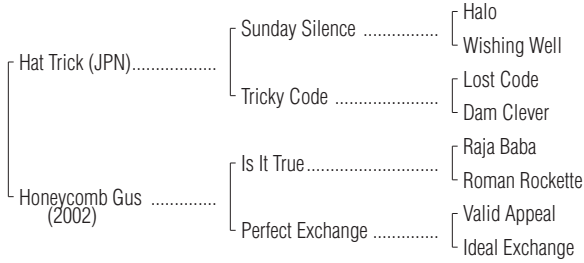 Halo
Sunday Silence ................
Wishing Well
Hat Trick (JPN)..................
Lost Code
Tricky Code ......................
Dam Clever
Raja Baba
Is It True............................
Roman Rockette
Honeycomb Gus ..............
(2002)
Valid Appeal
Perfect Exchange ..............
Ideal Exchange